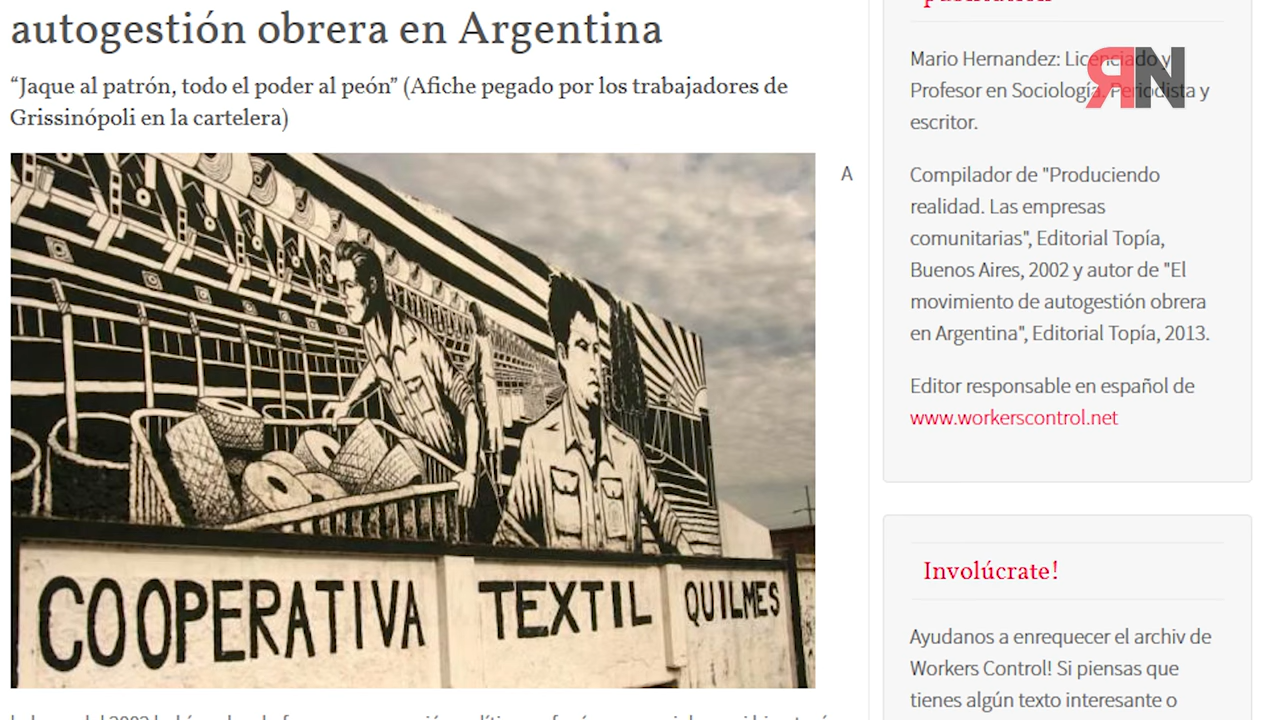 autogestión obrera en Argentina
“Jaque al patrón, todo el poder al peón” (Afiche pegado por los trabajadores de
Grissinópoli en la cartelera)
A
COOPERATIVA TEXTIL QUILMES
Mario Hernandez: Licenciado y
Profesor en Sociología. Periodista y
escritor.
ЯN
Compilador de "Produciendo
realidad. Las empresas
comunitarias", Editorial Topía,
Buenos Aires, 2002 y autor de "El
movimiento de autogestión obrera
en Argentina", Editorial Topía, 2013.
Editor responsable en español de
www.workerscontrol.net
Involúcrate!
Ayudanos a enrequecer el archiv de
Workers Control! Si piensas que
tienes algún texto interesante o